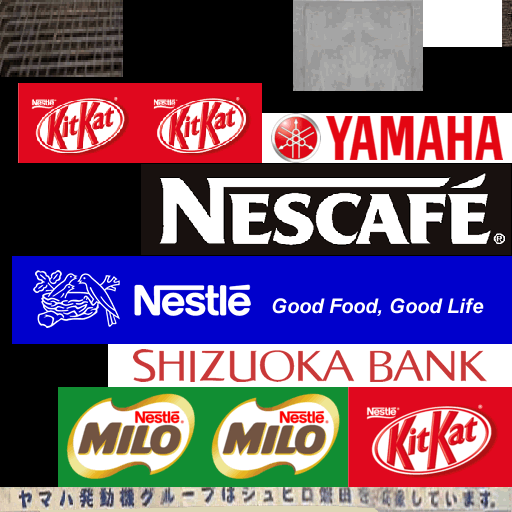 Nestlé KitKat® Nestlé KitKat®
YAMAHA
NESCAFÉ®
Nestlé Good Food, Good Life
SHIZUOKA BANK
Nestlé MILO Nestlé MILO Nestlé KitKat
ヤマハ発動機グループはジュビロ磐田を応援しています。